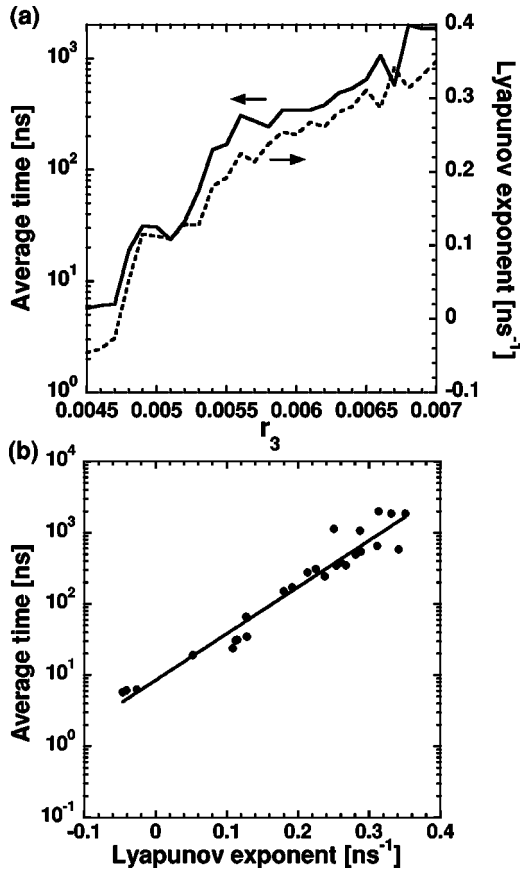 (a)
Average time [ns]
10³
10²
10¹
10⁰
0.4
0.3
0.2
0.1
0
-0.1
Lyapunov exponent [ns⁻¹]
0.0045 0.005 0.0055 0.006 0.0065 0.007
r₃
(b)
Average time [ns]
10⁴
10³
10²
10¹
10⁰
10⁻¹
-0.1 0 0.1 0.2 0.3 0.4
Lyapunov exponent [ns⁻¹]